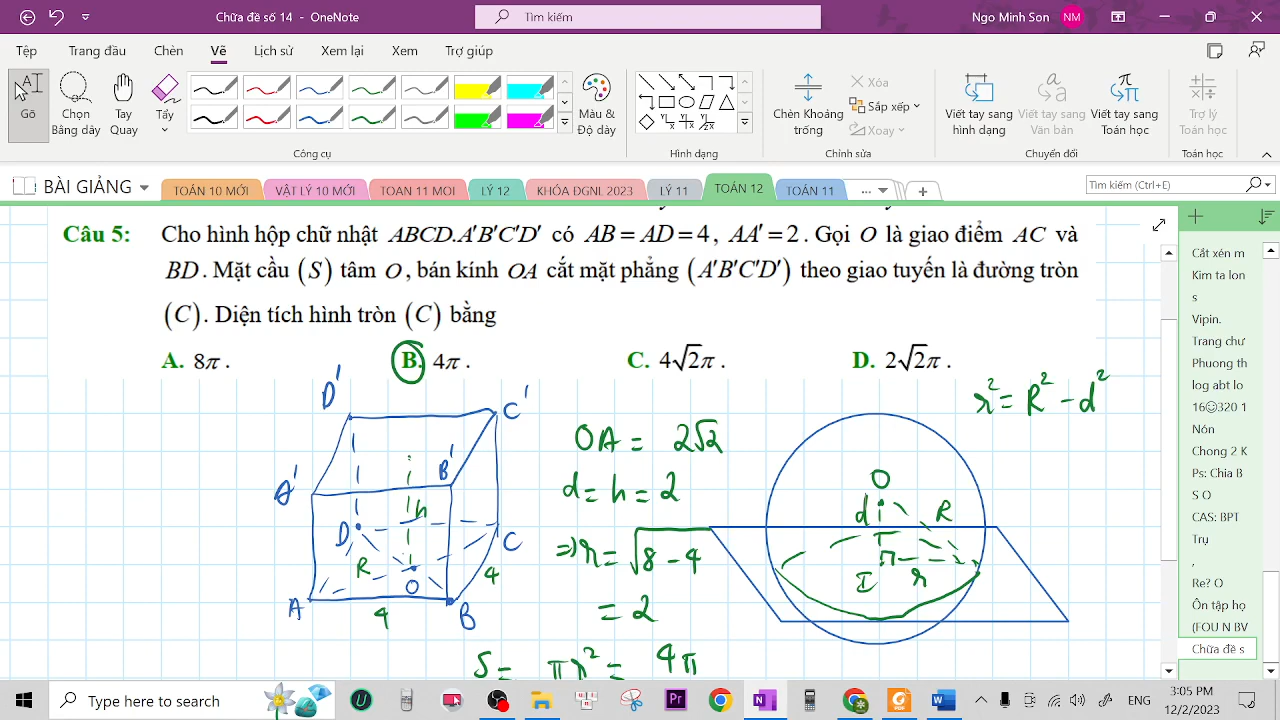 Chữa đề số 14 - OneNote
Tìm kiếm
Ngo Minh Son
NM
Tệp Trang đầu Chèn Vẽ Lịch sử Xem lại Xem Trợ giúp
Gõ
Chọn Bằng dây
Tay Quay
Tẩy
Màu & Độ dày
Chèn Khoảng trống
Xóa
Sắp xếp
Xoay
Viết tay sang hình dạng
Viết tay sang Văn bản
Viết tay sang Toán học
Trợ lý Toán học
Công cụ Hình dạng Chỉnh sửa Chuyển đổi Toán học
BÀI GIẢNG
TOÁN 10 MỚI VẬT LÝ 10 MỚI TOAN 11 MOI LÝ 12 KHÓA DGNL 2023 LÝ 11 TOÁN 12 TOÁN 11 ...
Tìm kiếm (Ctrl+E)
Câu 5: Cho hình hộp chữ nhật ABCD.A'B'C'D' có AB = AD = 4, AA' = 2. Gọi O là giao điểm AC và
BD. Mặt cầu (S) tâm O, bán kính OA cắt mặt phẳng (A'B'C'D') theo giao tuyến là đường tròn
(C). Diện tích hình tròn (C) bằng
A. 8π. B. 4π. C. 4√2π. D. 2√2π.
D'
C'
A'
B'
h
D
C
R
O
4
A
4
B
OA = 2√2
d = h = 2
=> r = √8 - 4
= 2
S = πr² = 4π
r² = R² - d²
O
d
R
I
r
Cắt xén m
Kim ta lon
s
Vipin.
Trang chư
Phuong th
log abt lo
16☺320 1
Nón
Chong 2 K
Ps: Chia B
S O
CAS: BPT
Trụ
,
Re? O
Ôn tập họ
(FOU N BV
Chữa đề s
Type here to search
ENG
3:05 PM
12/2/2023